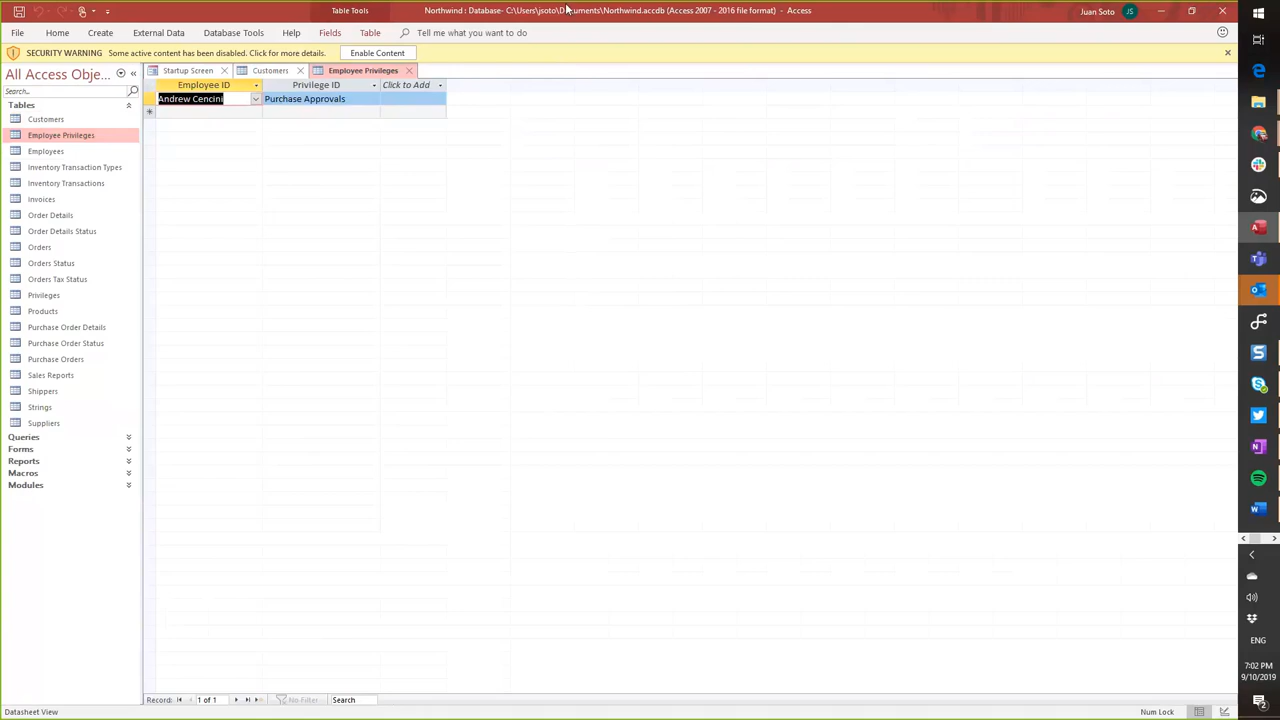 Table Tools
Northwind : Database- C:\Users\jsoto\Documents\Northwind.accdb (Access 2007 - 2016 file format) - Access
Juan Soto
JS
File
Home
Create
External Data
Database Tools
Help
Fields
Table
Tell me what you want to do
SECURITY WARNING
Some active content has been disabled. Click for more details.
Enable Content
All Access Obje...
Startup Screen
Customers
Employee Privileges
Search...
Employee ID
Privilege ID
Click to Add
Andrew Cencini
Purchase Approvals
Tables
Customers
Employee Privileges
Employees
Inventory Transaction Types
Inventory Transactions
Invoices
Order Details
Order Details Status
Orders
Orders Status
Orders Tax Status
Privileges
Products
Purchase Order Details
Purchase Order Status
Purchase Orders
Sales Reports
Shippers
Strings
Suppliers
Queries
Forms
Reports
Macros
Modules
Record:
1 of 1
No Filter
Search
Datasheet View
Num Lock
ENG
7:02 PM
9/10/2019
2